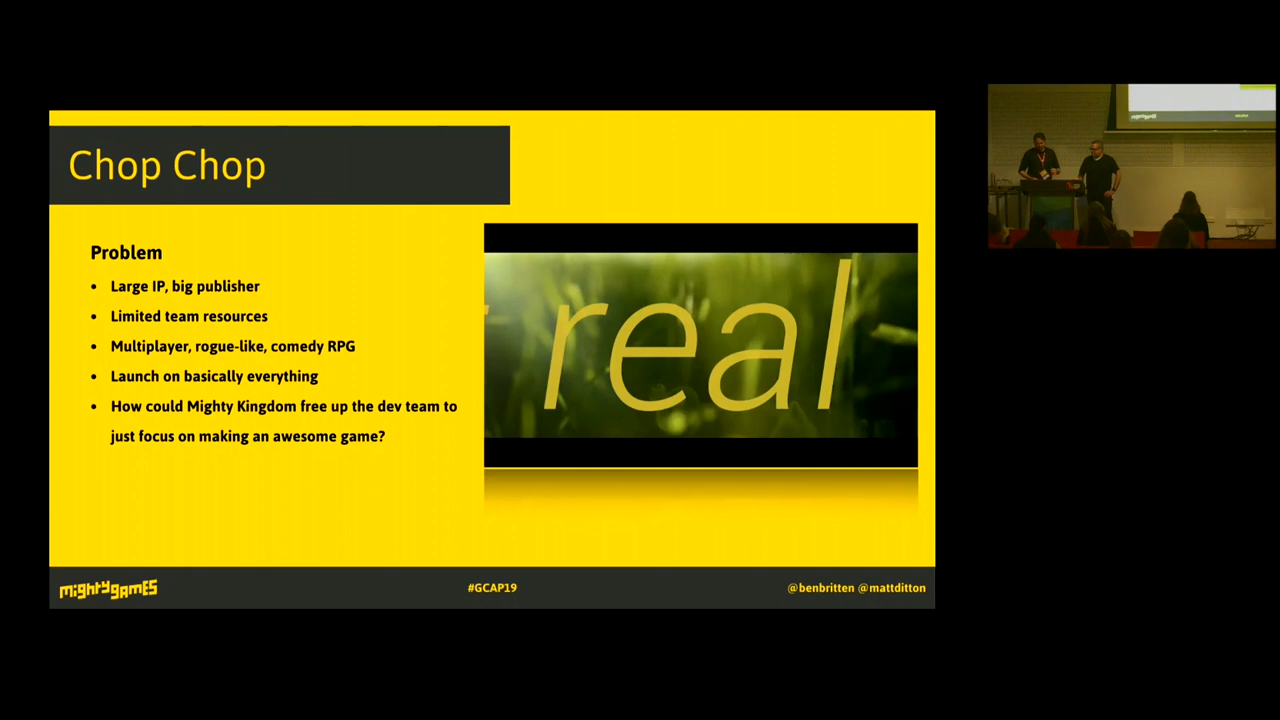 Chop Chop
Problem
• Large IP, big publisher
• Limited team resources
• Multiplayer, rogue-like, comedy RPG
• Launch on basically everything
• How could Mighty Kingdom free up the dev team to
just focus on making an awesome game?
real
mightygames
#GCAP19
@benbritten @mattditton